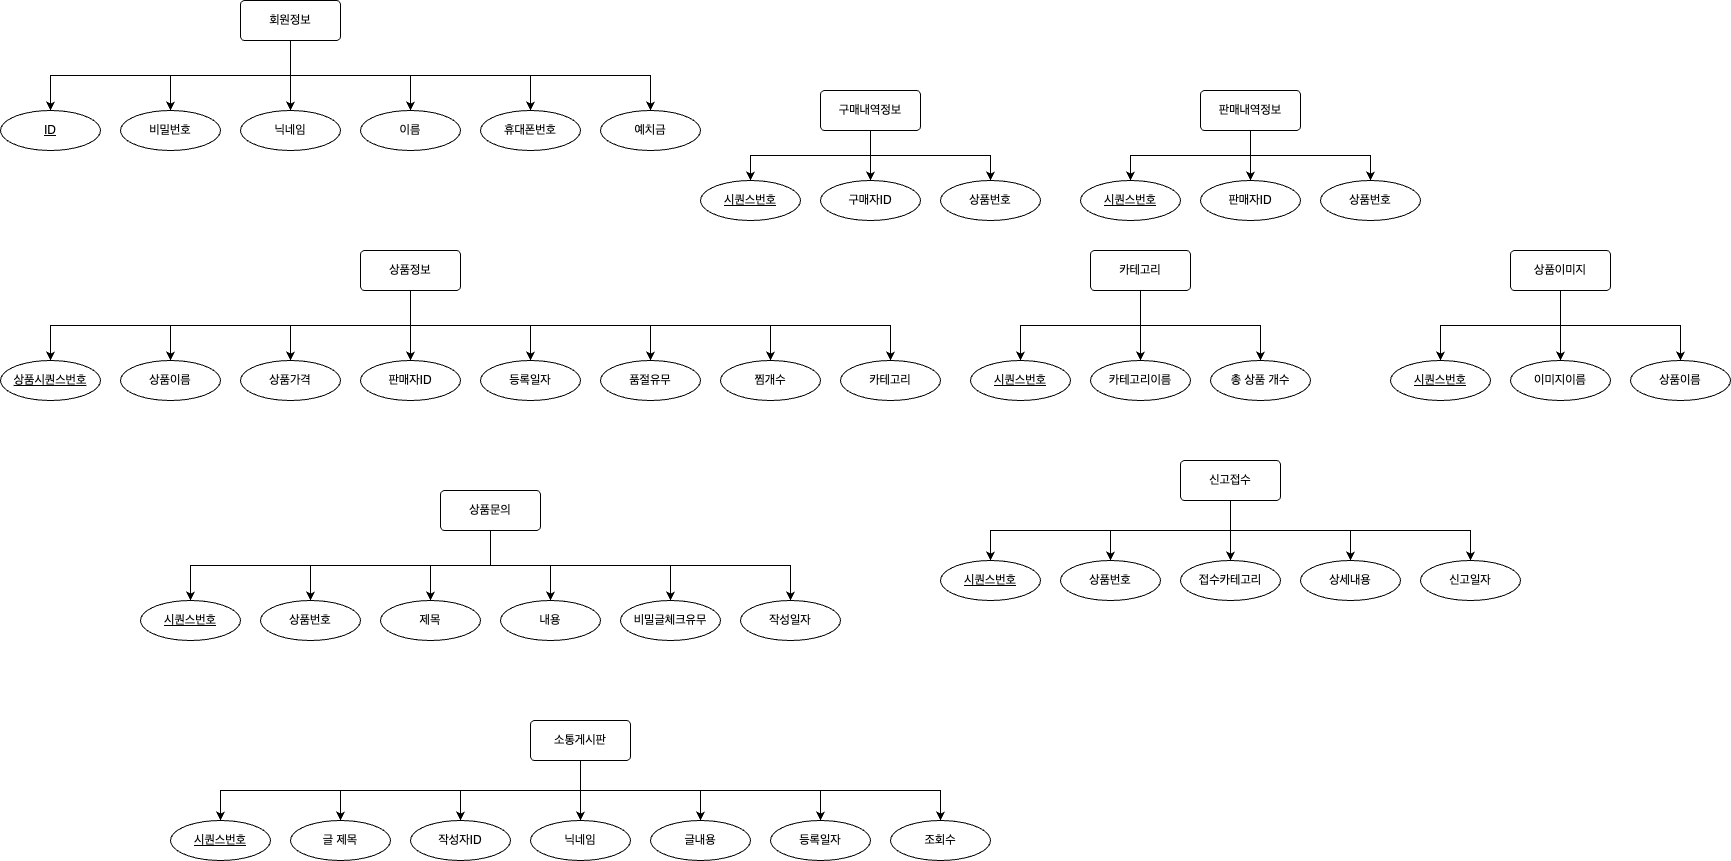 회원정보
ID
비밀번호
닉네임
이름
휴대폰번호
예치금
구매내역정보
시퀀스번호
구매자ID
상품번호
판매내역정보
시퀀스번호
판매자ID
상품번호
상품정보
상품시퀀스번호
상품이름
상품가격
판매자ID
등록일자
품절유무
찜개수
카테고리
카테고리
시퀀스번호
카테고리이름
총 상품 개수
상품이미지
시퀀스번호
이미지이름
상품이름
상품문의
시퀀스번호
상품번호
제목
내용
비밀글체크유무
작성일자
신고접수
시퀀스번호
상품번호
접수카테고리
상세내용
신고일자
소통게시판
시퀀스번호
글 제목
작성자ID
닉네임
글내용
등록일자
조회수